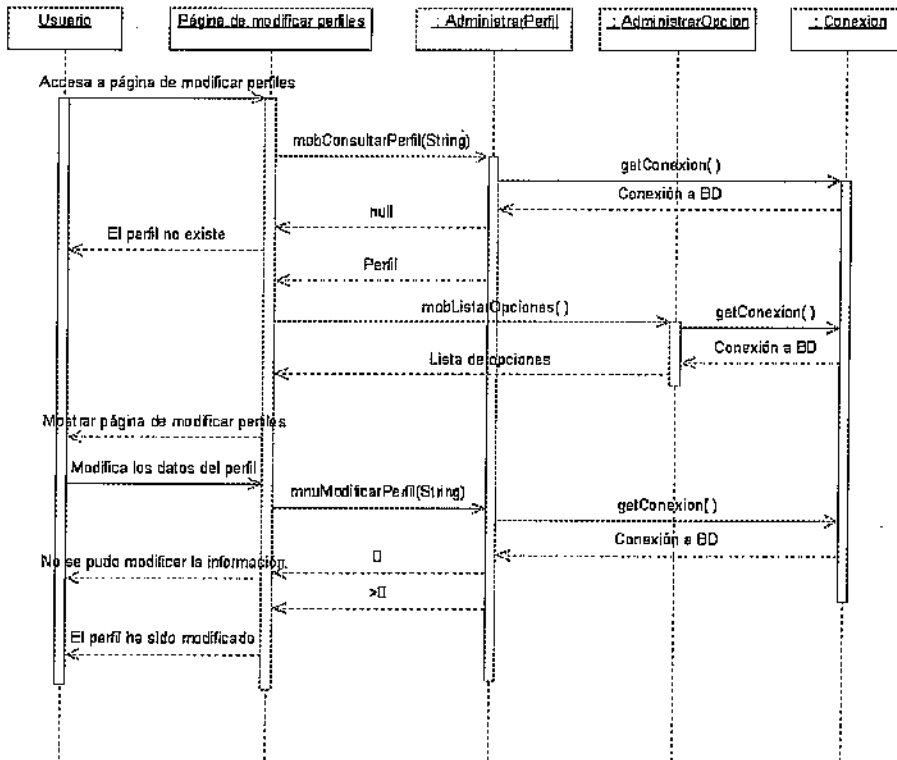 Usuario
Página de modificar perfiles
: AdministrarPerfil
: AdministrarOpcion
: Conexion
Accesa a página de modificar perfiles
mobConsultarPerfil(String)
getConexion( )
Conexión a BD
null
El perfil no existe
Perfil
mobListarOpciones( )
getConexion( )
Conexión a BD
Lista de opciones
Mostrar página de modificar perfiles
Modifica los datos del perfil
mnuModificarPerfil(String)
getConexion( )
Conexión a BD
No se pudo modificar la información.
El perfil ha sido modificado